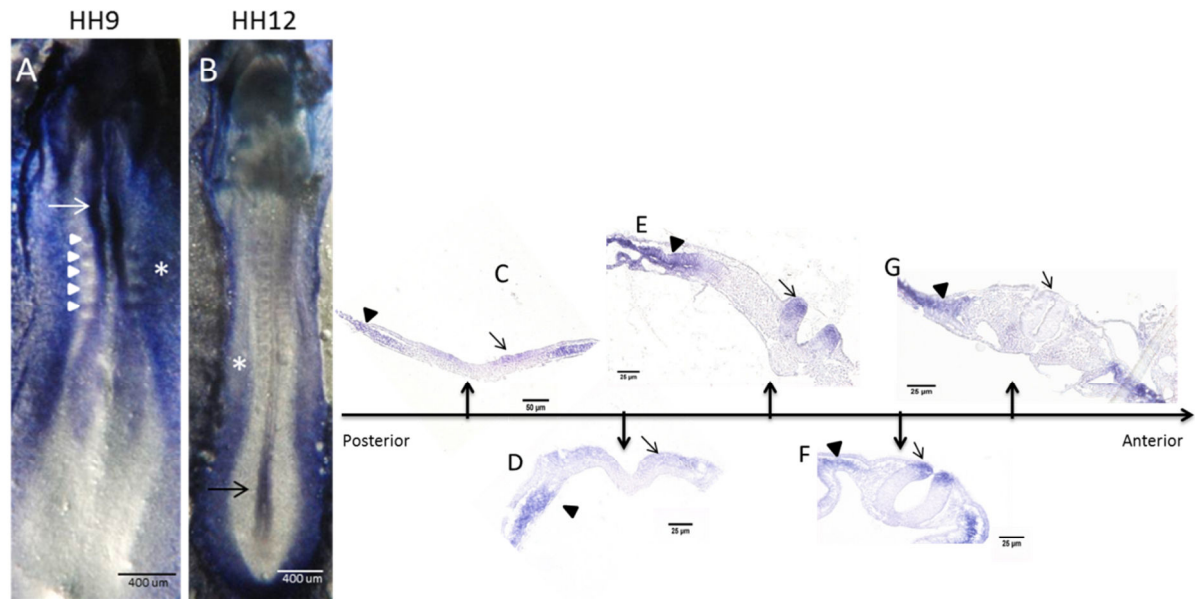 HH9 HH12
A B
400 um 400 um
C
50 µm
E
25 µm
G
25 µm
Posterior Anterior
D
25 µm
F
25 µm